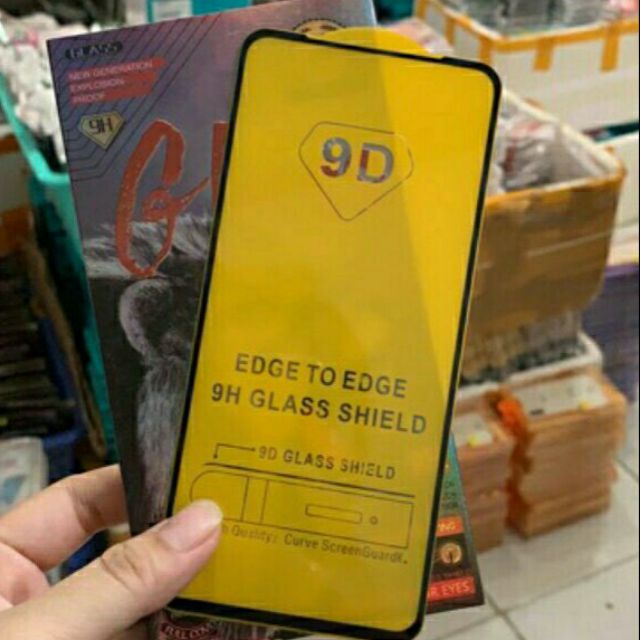 GLASS
NEW GENERATION
EXPLOSION
PROOF
9H
G
9D
EDGE TO EDGE
9H GLASS SHIELD
9D GLASS SHIELD
Quality: Curve ScreenGuard
EYES